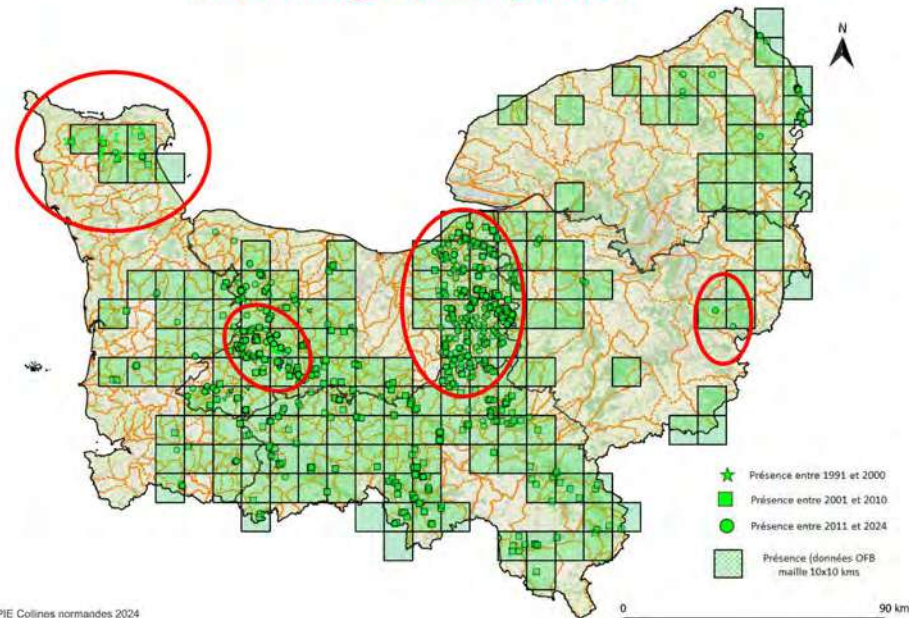 N
Présence entre 1991 et 2000
Présence entre 2001 et 2010
Présence entre 2011 et 2024
Présence (données OFB
maille 10x10 kms
0 90 km
PIE Collines normandes 2024